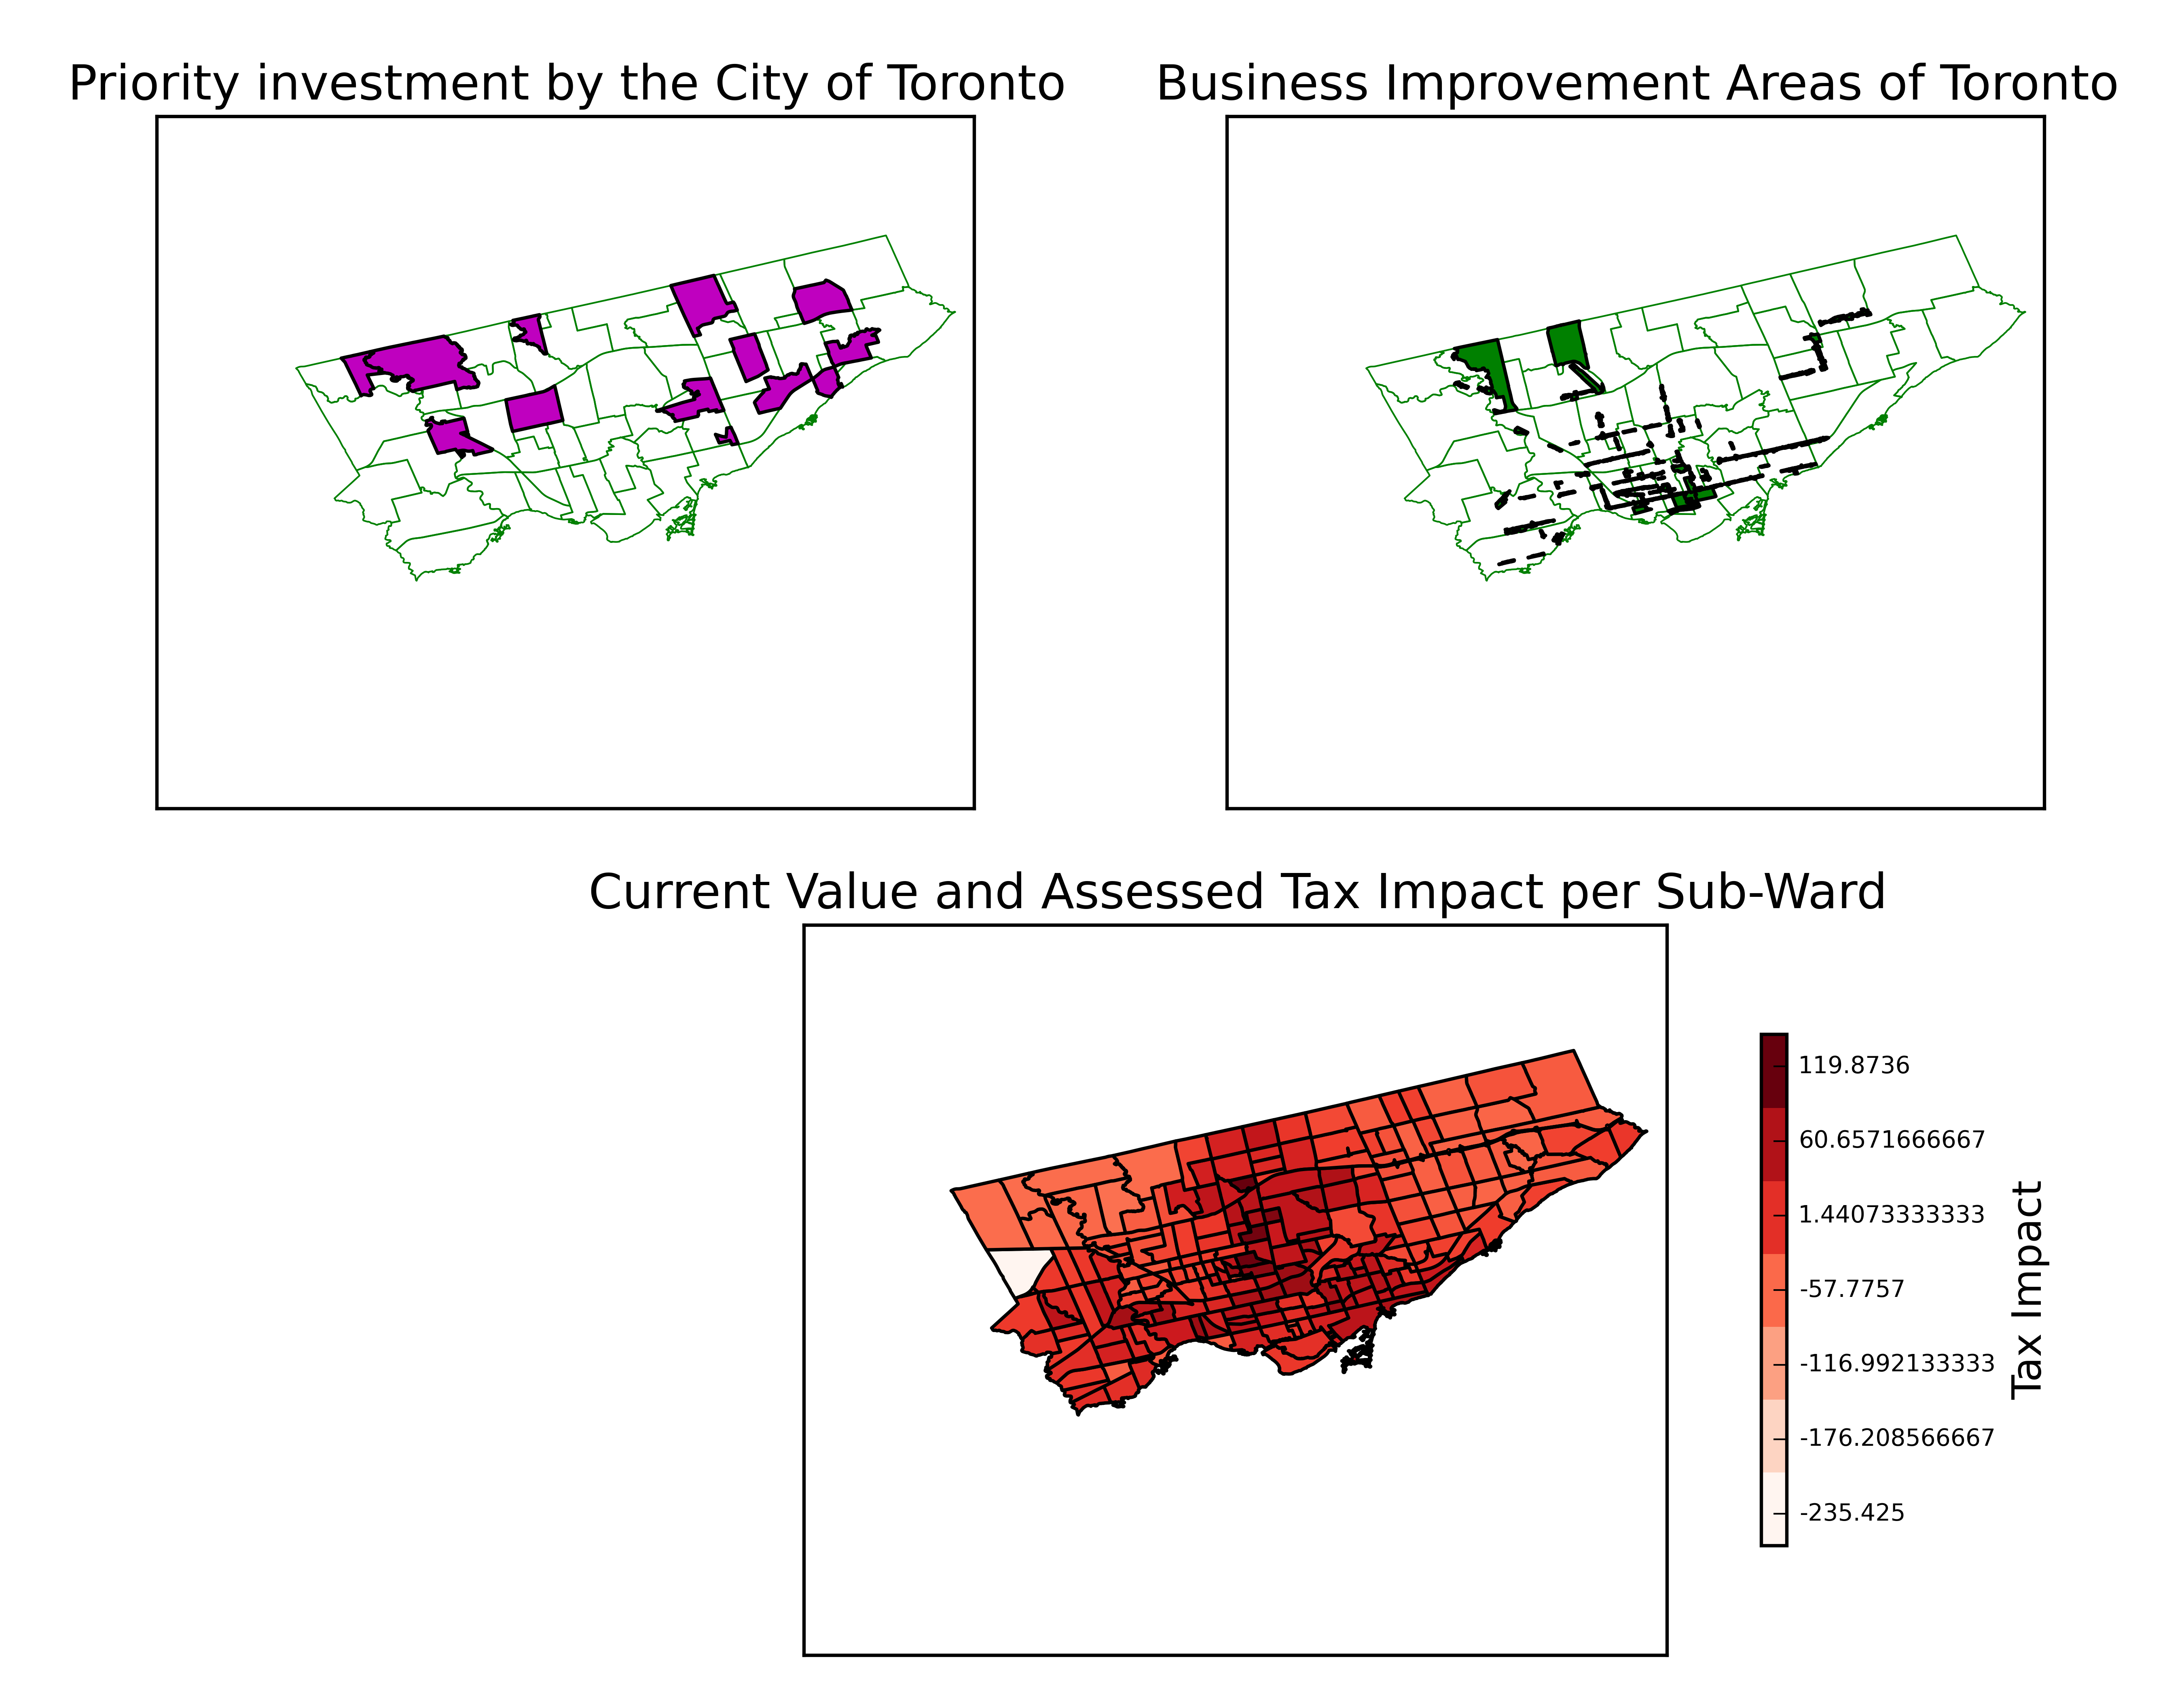 Priority investment by the City of Toronto
Business Improvement Areas of Toronto
Current Value and Assessed Tax Impact per Sub-Ward
119.8736
60.6571666667
1.44073333333
-57.7757
-116.992133333
-176.208566667
-235.425
Tax Impact